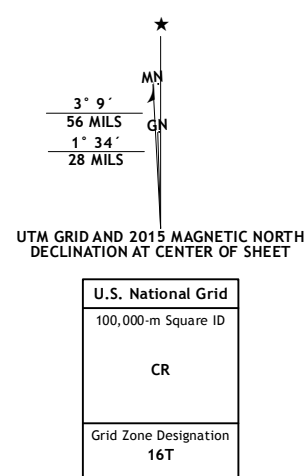 MN
3° 9´
56 MILS
GN
1° 34´
28 MILS
UTM GRID AND 2015 MAGNETIC NORTH
DECLINATION AT CENTER OF SHEET
U.S. National Grid
100,000-m Square ID
CR
Grid Zone Designation
16T